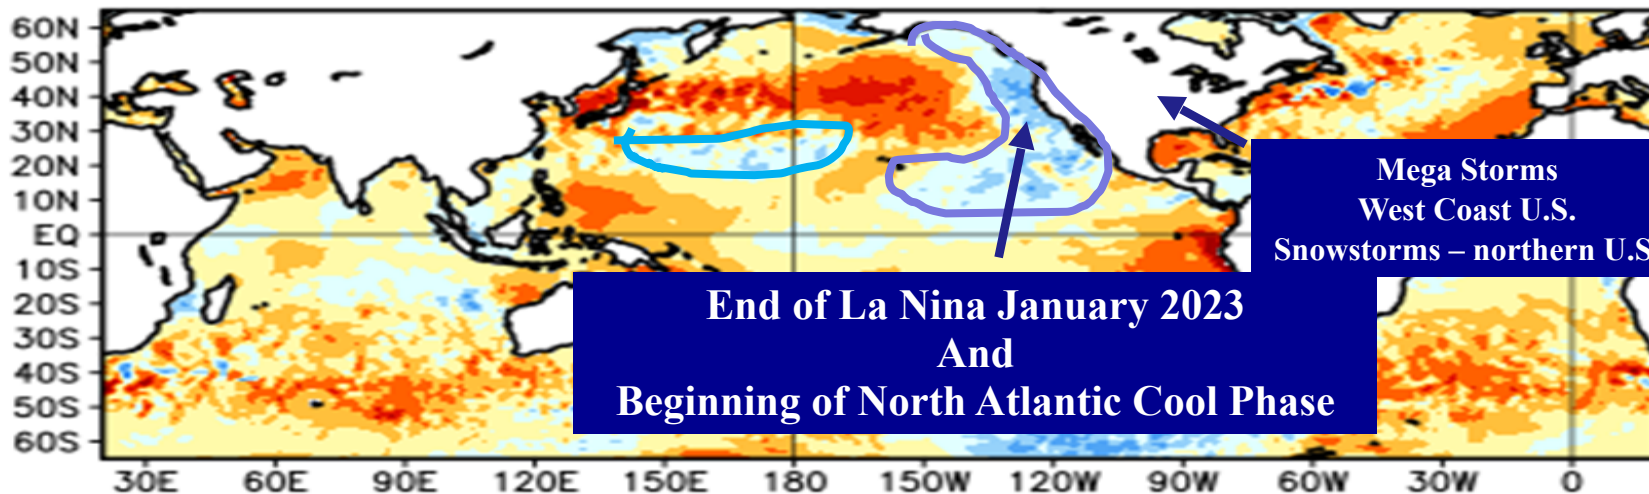 60N
50N
40N
30N
20N
10N
EQ
10S
20S
30S
40S
50S
60S
Mega Storms
West Coast U.S.
Snowstorms – northern U.S
End of La Nina January 2023
And
Beginning of North Atlantic Cool Phase
30E 60E 90E 120E 150E 180 150W 120W 90W 60W 30W 0